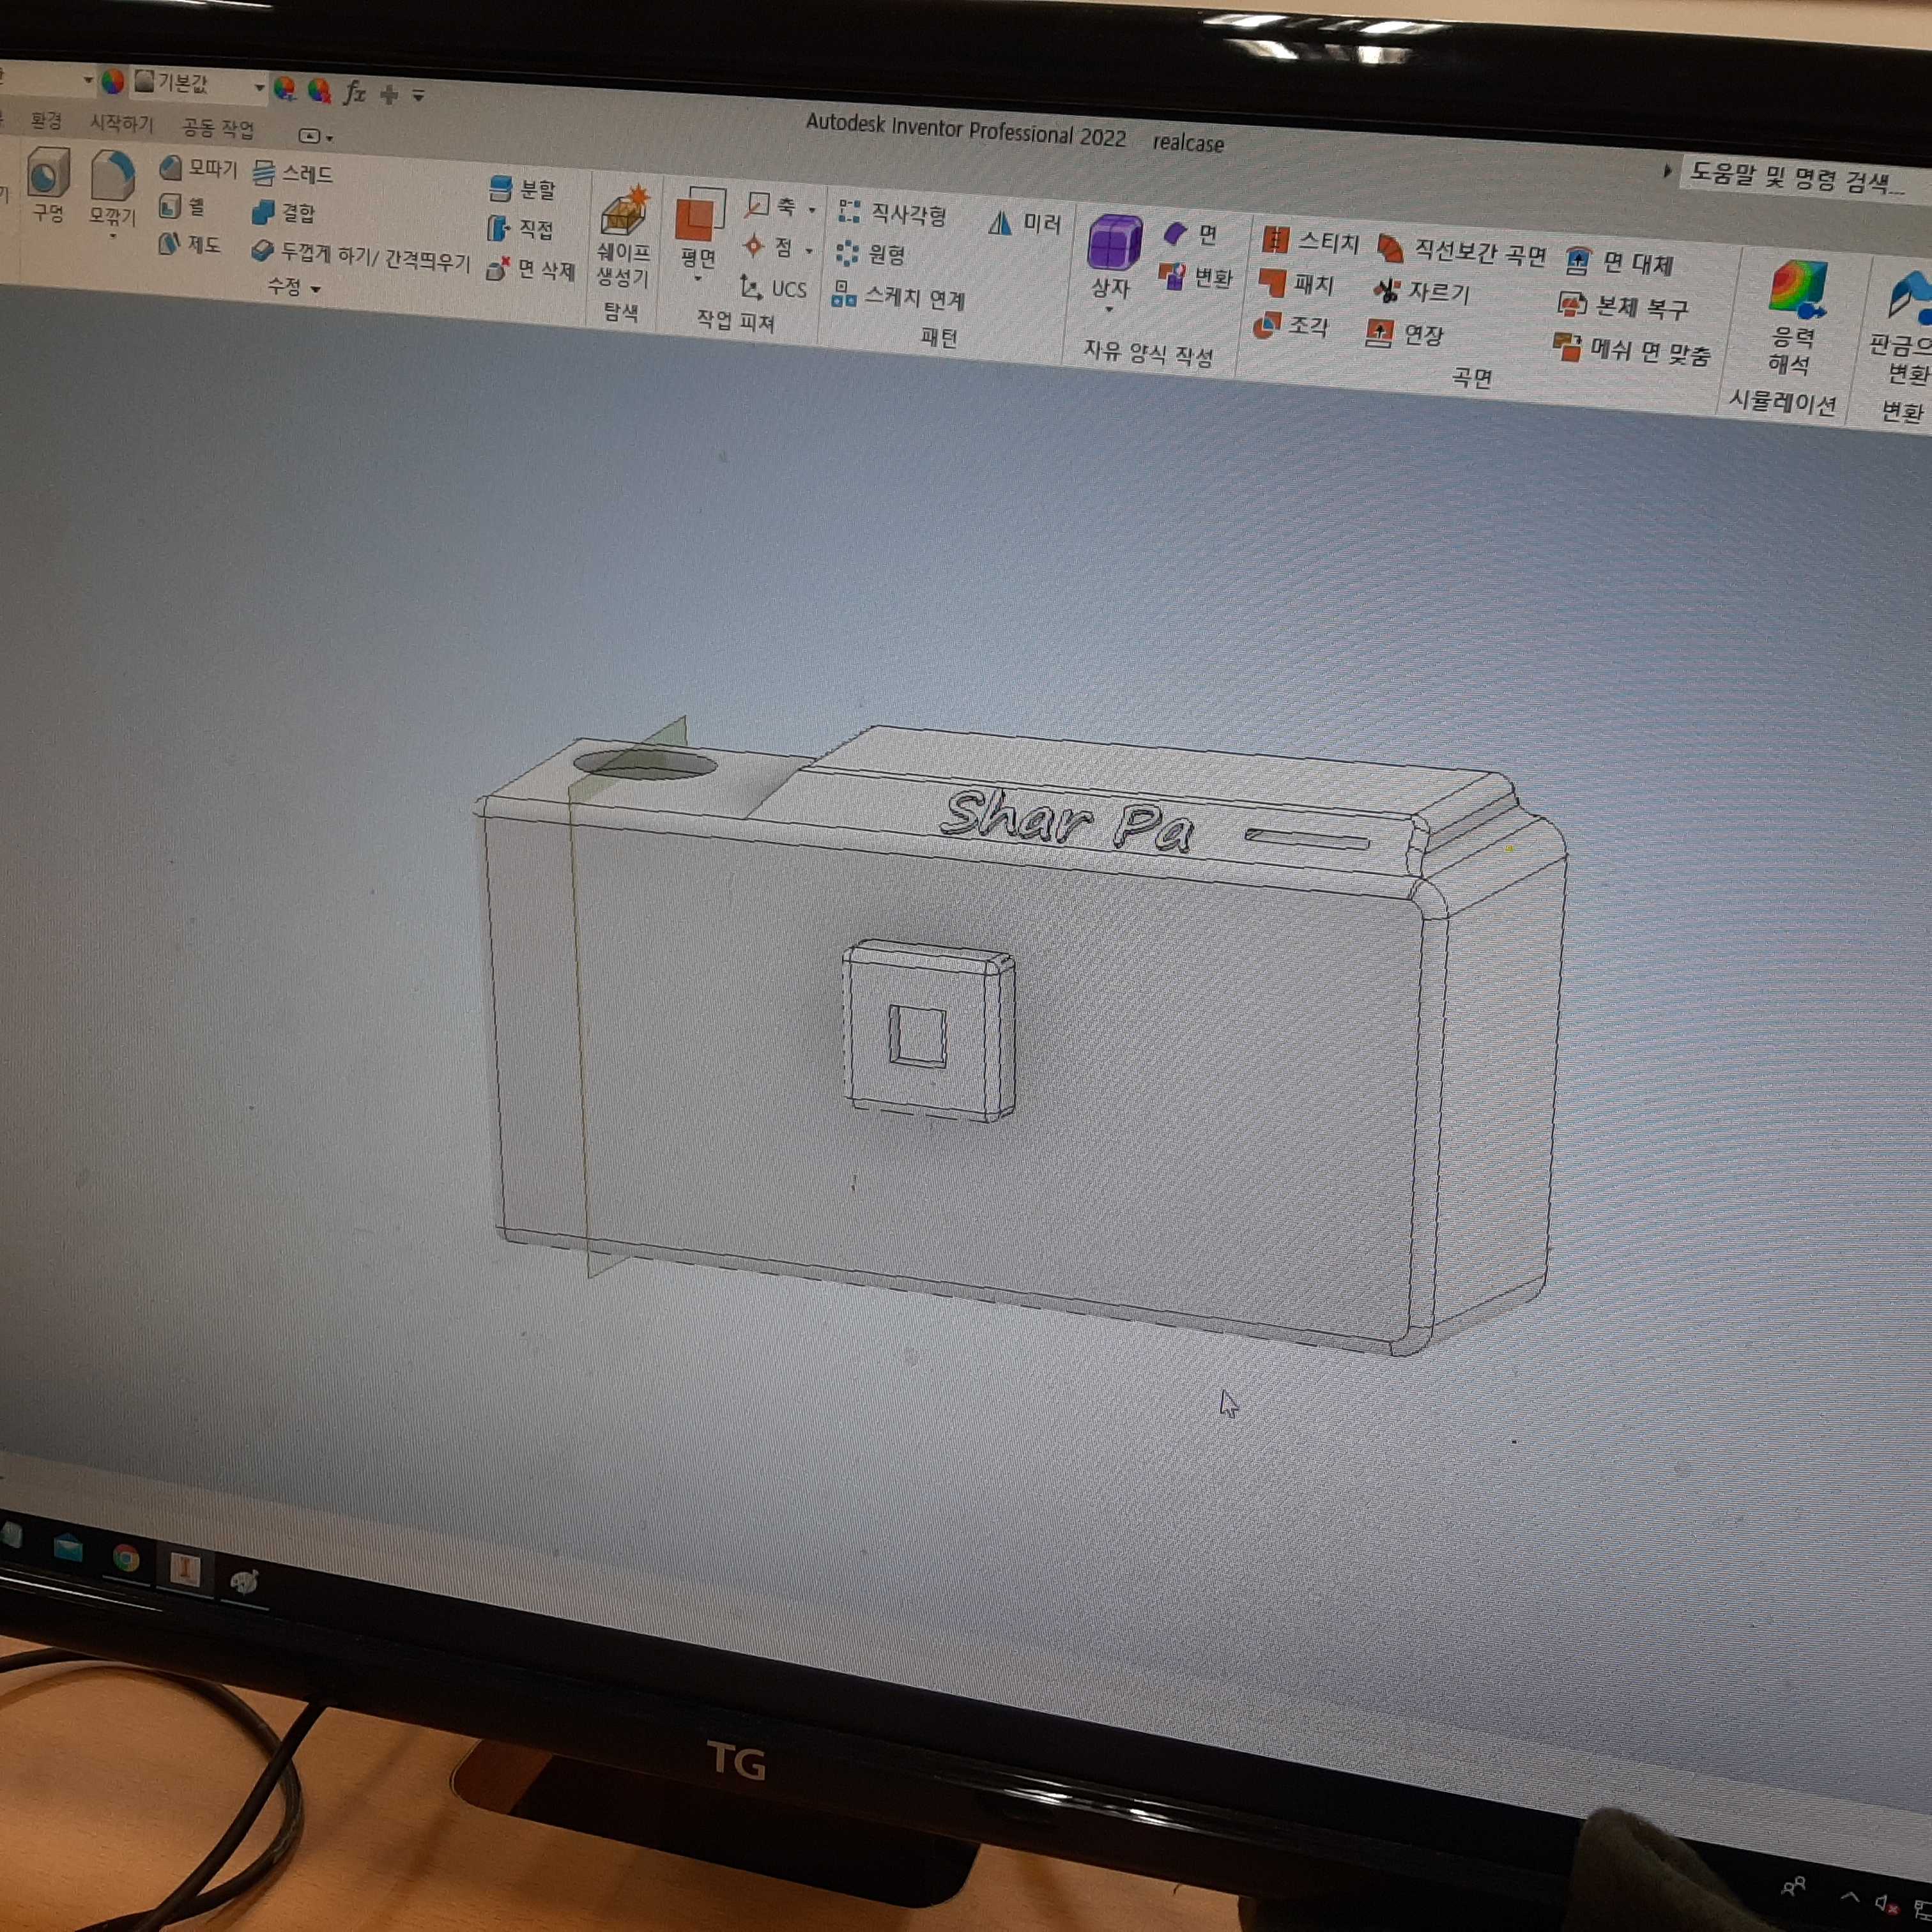 기본값 fx
환경 시작하기 공동 작업
Autodesk Inventor Professional 2022 realcase
도움말 및 명령 검색...
구멍
모깎기
모따기
쉘
제도
스레드
결합
두껍게 하기/ 간격띄우기
분할
직접
면 삭제
수정
쉐이프
생성기
탐색
평면
축
점
UCS
작업 피쳐
직사각형
원형
스케치 연계
미러
패턴
상자
면
변환
자유 양식 작성
스티치
패치
조각
직선보간 곡면
자르기
연장
면 대체
본체 복구
메쉬 면 맞춤
곡면
응력
해석
시뮬레이션
판금으
변환
변환
Shar Pa
TG